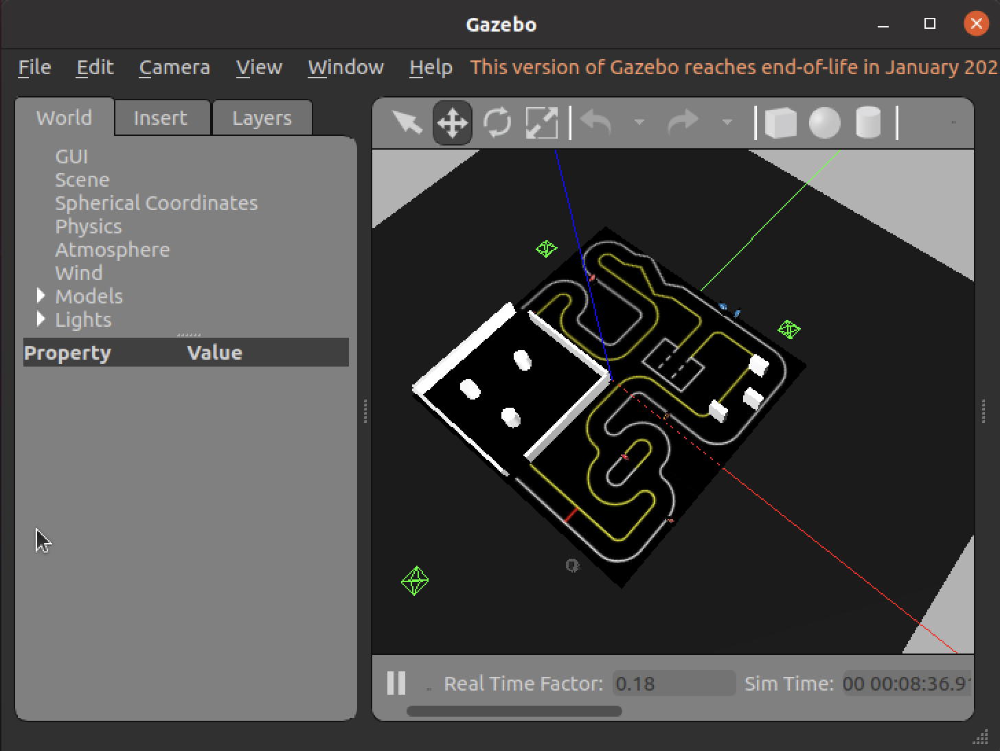 Gazebo
File Edit Camera View Window Help This version of Gazebo reaches end-of-life in January 202
World Insert Layers
GUI
Scene
Spherical Coordinates
Physics
Atmosphere
Wind
Models
Lights
Property Value
Real Time Factor: 0.18 Sim Time: 00 00:08:36.9